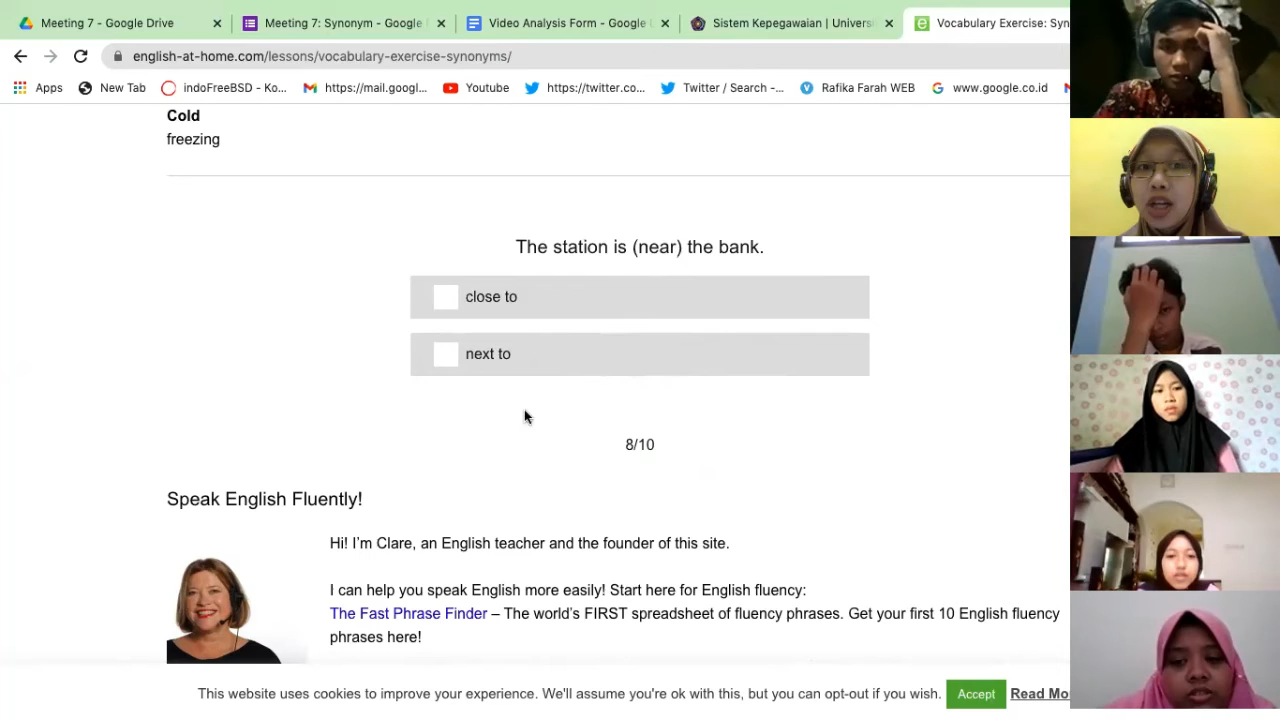 Meeting 7 - Google Drive
Meeting 7: Synonym - Google
Video Analysis Form - Google
Sistem Kepegawaian | Univers
Vocabulary Exercise: Syn
english-at-home.com/lessons/vocabulary-exercise-synonyms/
Apps
New Tab
indoFreeBSD - Ko...
https://mail.googl...
Youtube
https://twitter.co...
Twitter / Search -...
Rafika Farah WEB
www.google.co.id
Cold
freezing
The station is (near) the bank.
close to
next to
8/10
Speak English Fluently!
Hi! I'm Clare, an English teacher and the founder of this site.
I can help you speak English more easily! Start here for English fluency:
The Fast Phrase Finder – The world's FIRST spreadsheet of fluency phrases. Get your first 10 English fluency
phrases here!
This website uses cookies to improve your experience. We'll assume you're ok with this, but you can opt-out if you wish.
Accept
Read Mo